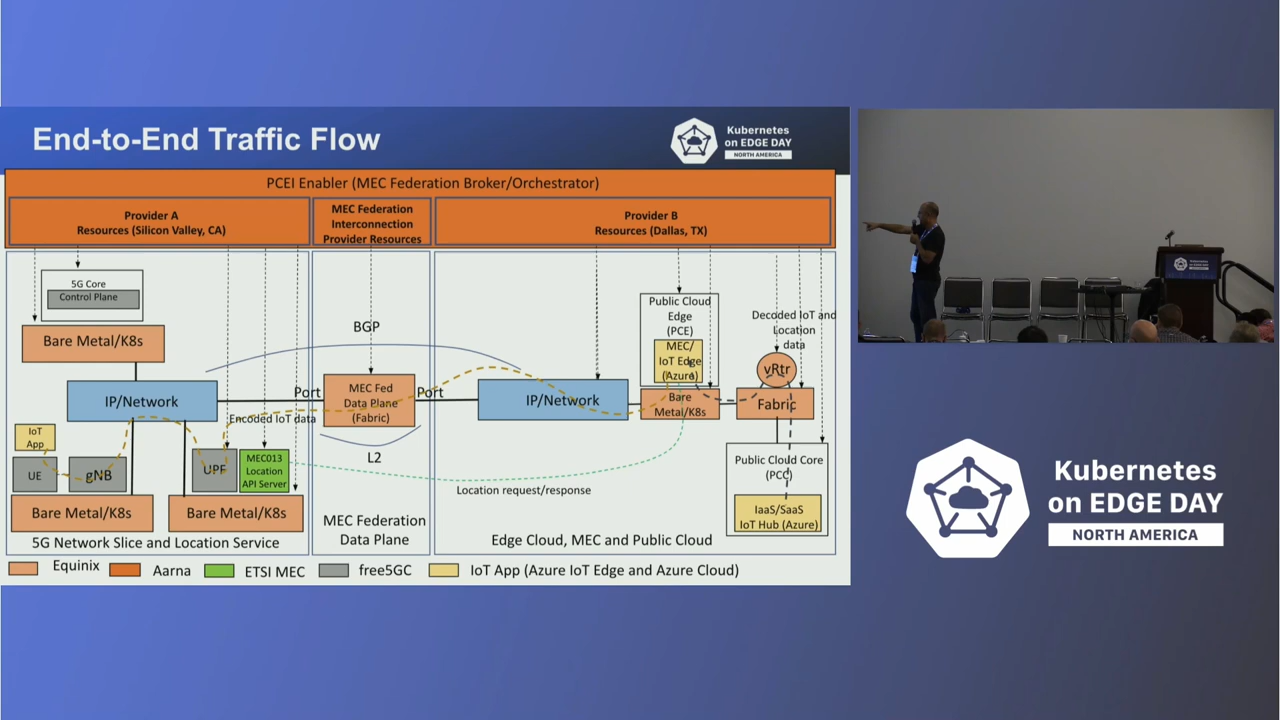 End-to-End Traffic Flow
Kubernetes
on EDGE DAY
NORTH AMERICA
PCEI Enabler (MEC Federation Broker/Orchestrator)
Provider A
Resources (Silicon Valley, CA)
MEC Federation
Interconnection
Provider Resources
Provider B
Resources (Dallas, TX)
5G Core
Control Plane
Bare Metal/K8s
IP/Network
IoT
App
UE
gNB
UPF
MEC013
Location
API Server
Bare Metal/K8s
Bare Metal/K8s
5G Network Slice and Location Service
Encoded IoT data
Port
BGP
MEC Fed
Data Plane
(Fabric)
Port
L2
MEC Federation
Data Plane
IP/Network
Location request/response
Public Cloud
Edge
(PCE)
MEC/
IoT Edge
(Azure)
Bare
Metal/K8s
Decoded IoT and
Location
data
vRtr
Fabric
Public Cloud Core
(PCC)
IaaS/SaaS
IoT Hub (Azure)
Edge Cloud, MEC and Public Cloud
Equinix
Aarna
ETSI MEC
free5GC
IoT App (Azure IoT Edge and Azure Cloud)
Kubernetes
on EDGE DAY
NORTH AMERICA